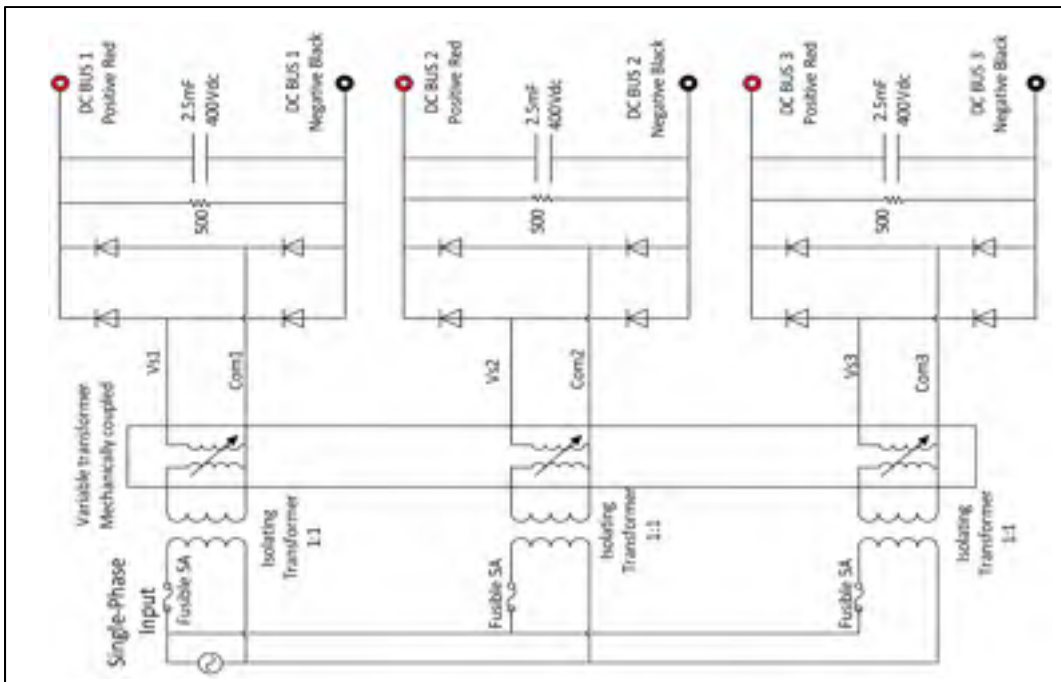 DC BUS 1
Positive Red
2.5mF
400Vdc
DC BUS 1
Negative Black
500
Vs1
Com1
DC BUS 2
Positive Red
2.5mF
400Vdc
DC BUS 2
Negative Black
500
Vs2
Com2
DC BUS 3
Positive Red
2.5mF
400Vdc
DC BUS 3
Negative Black
500
Vs3
Com3
Variable transformer
Mechanically coupled
Isolating
Transformer
1:1
Isolating
Transformer
1:1
Isolating
Transformer
1:1
Single-Phase
Input
Fusible 5A
Fusible 5A
Fusible 5A